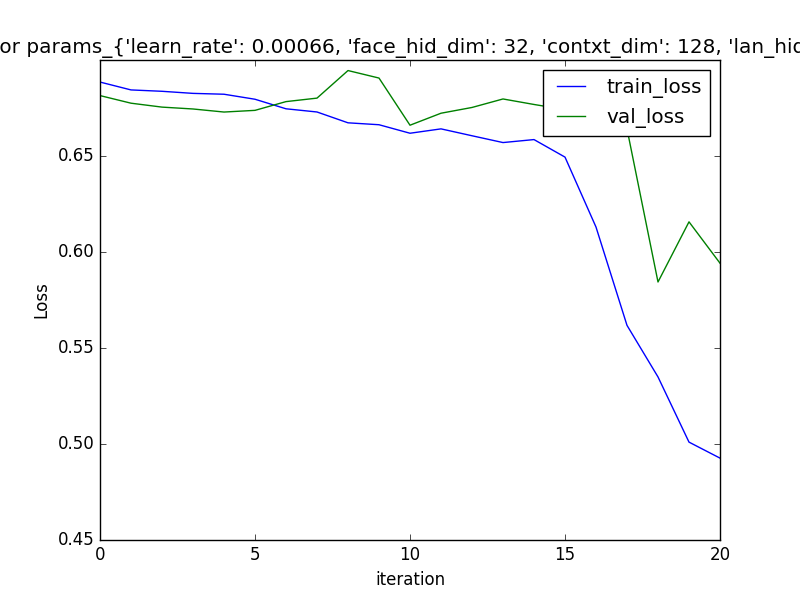 or params_{'learn_rate': 0.00066, 'face_hid_dim': 32, 'contxt_dim': 128, 'lan_hid
train_loss
val_loss
0.65
0.60
0.55
0.50
0.45
Loss
0 5 10 15 20
iteration